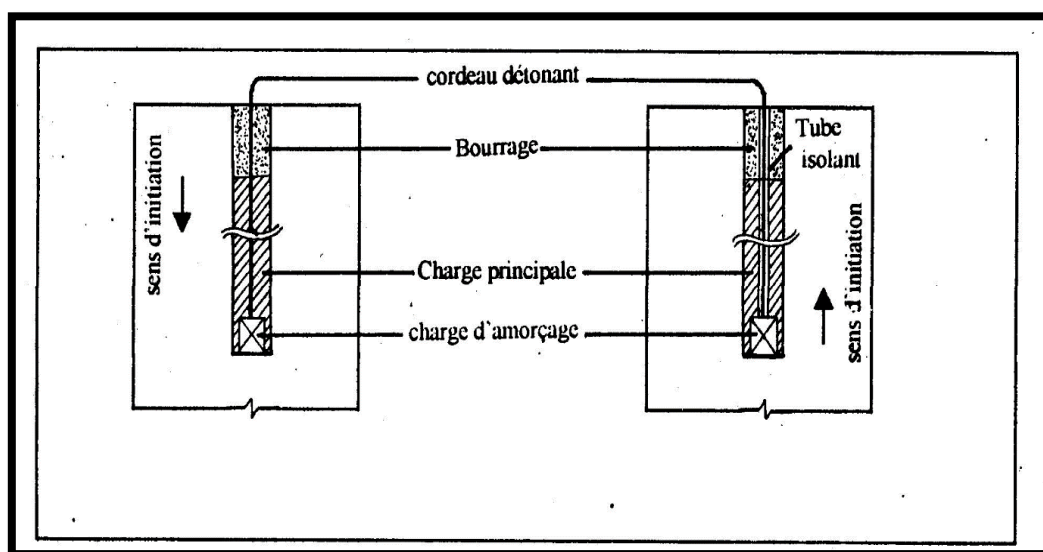 cordeau détonant
sens d'initiation
Bourrage
Tube
isolant
Charge principale
sens d'initiation
charge d'amorçage